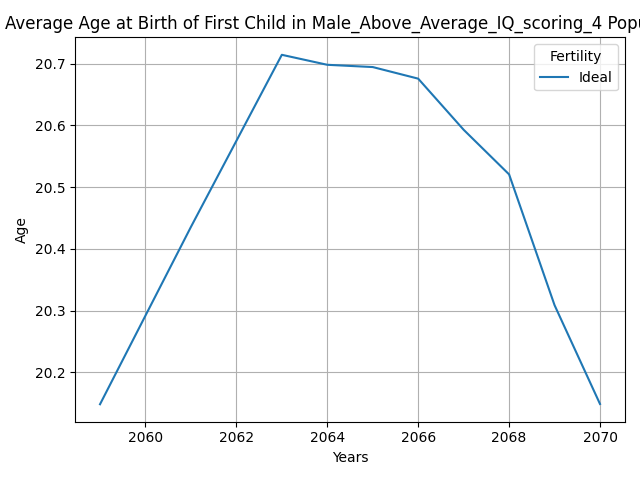 Average Age at Birth of First Child in Male_Above_Average_IQ_scoring_4
Fertility
Ideal
20.7
20.6
20.5
20.4
20.3
20.2
Age
2060 2062 2064 2066 2068 2070
Years